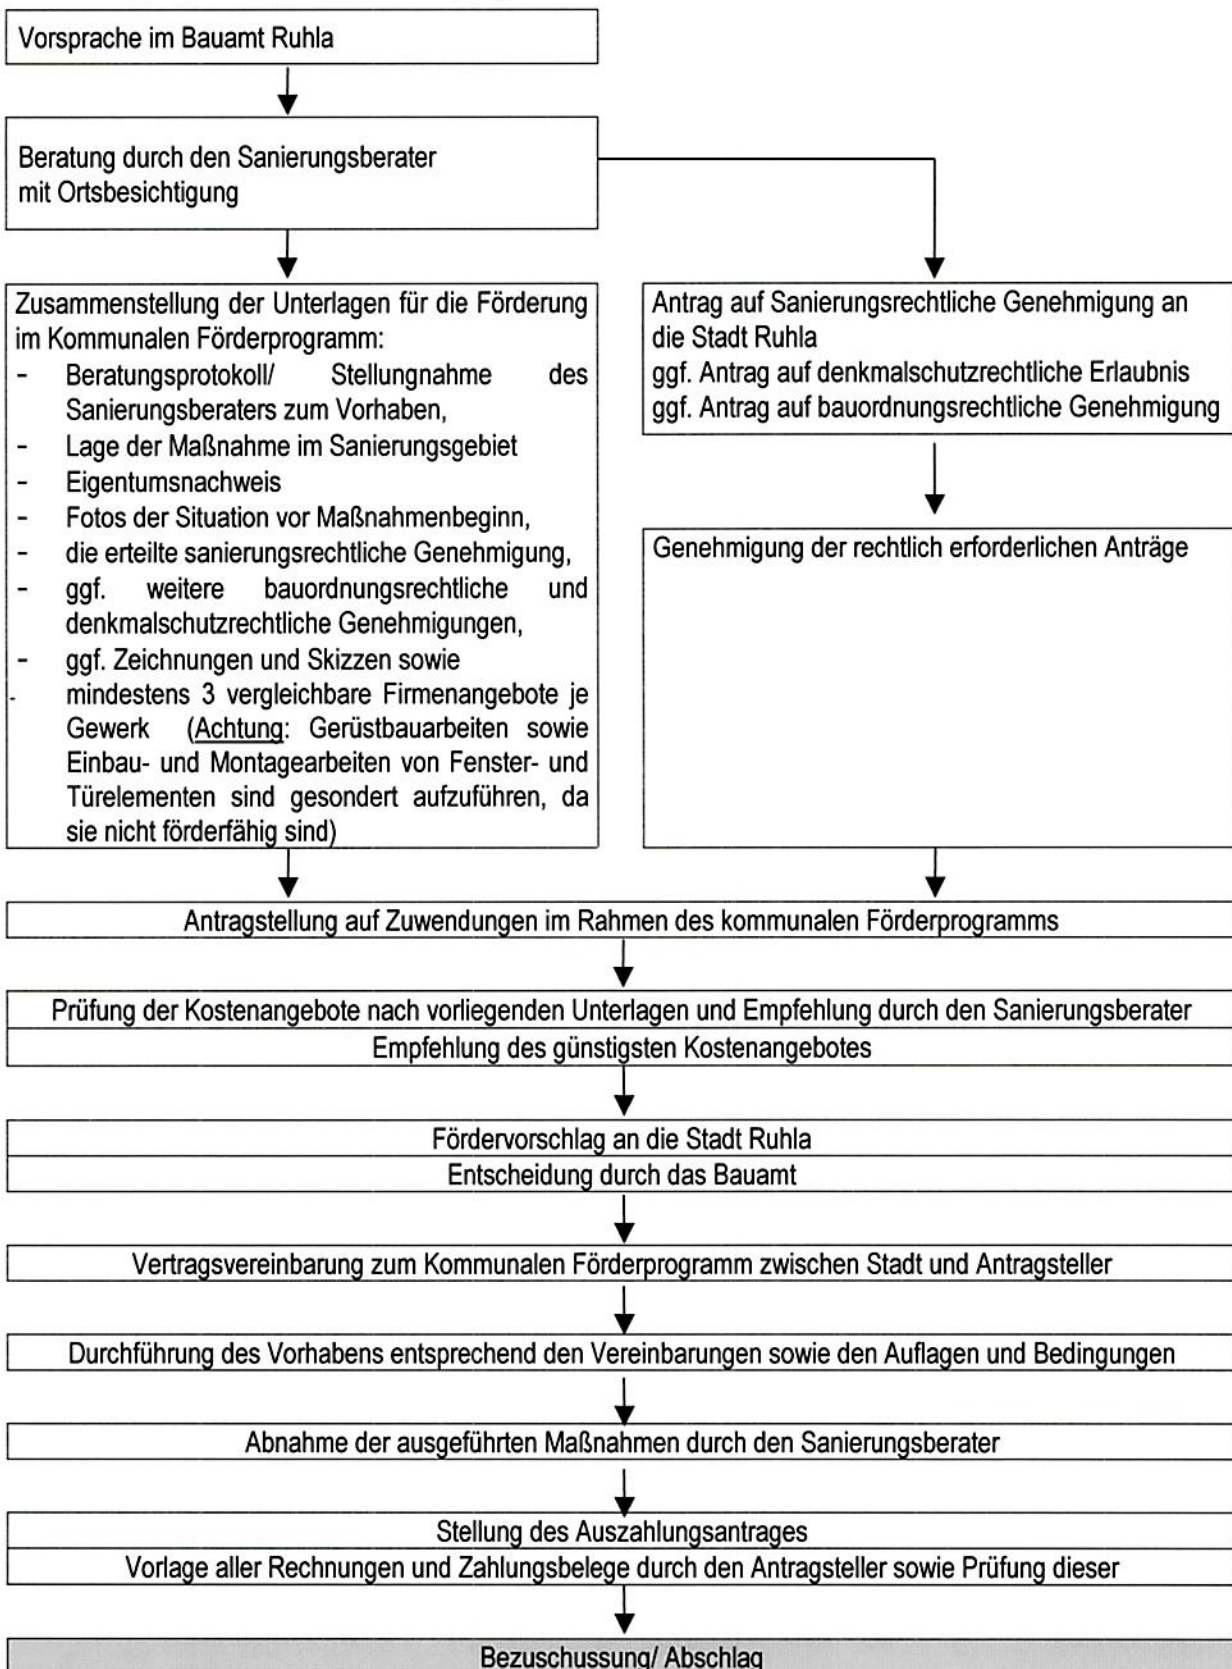 Vorsprache im Bauamt Ruhla
Beratung durch den Sanierungsberater
mit Ortsbesichtigung
Zusammenstellung der Unterlagen für die Förderung
im Kommunalen Förderprogramm:
- Beratungsprotokoll/ Stellungnahme des
Sanierungsberaters zum Vorhaben,
- Lage der Maßnahme im Sanierungsgebiet
- Eigentumsnachweis
- Fotos der Situation vor Maßnahmenbeginn,
- die erteilte sanierungsrechtliche Genehmigung,
- ggf. weitere bauordnungsrechtliche und
denkmalschutzrechtliche Genehmigungen,
- ggf. Zeichnungen und Skizzen sowie
- mindestens 3 vergleichbare Firmenangebote je
Gewerk (Achtung: Gerüstbauarbeiten sowie
Einbau- und Montagearbeiten von Fenster- und
Türelementen sind gesondert aufzuführen, da
sie nicht förderfähig sind)
Antrag auf Sanierungsrechtliche Genehmigung an
die Stadt Ruhla
ggf. Antrag auf denkmalschutzrechtliche Erlaubnis
ggf. Antrag auf bauordnungsrechtliche Genehmigung
Genehmigung der rechtlich erforderlichen Anträge
Antragstellung auf Zuwendungen im Rahmen des kommunalen Förderprogramms
Prüfung der Kostenangebote nach vorliegenden Unterlagen und Empfehlung durch den Sanierungsberater
Empfehlung des günstigsten Kostenangebotes
Fördervorschlag an die Stadt Ruhla
Entscheidung durch das Bauamt
Vertragsvereinbarung zum Kommunalen Förderprogramm zwischen Stadt und Antragsteller
Durchführung des Vorhabens entsprechend den Vereinbarungen sowie den Auflagen und Bedingungen
Abnahme der ausgeführten Maßnahmen durch den Sanierungsberater
Stellung des Auszahlungsantrages
Vorlage aller Rechnungen und Zahlungsbelege durch den Antragsteller sowie Prüfung dieser
Bezuschussung/ Abschlag